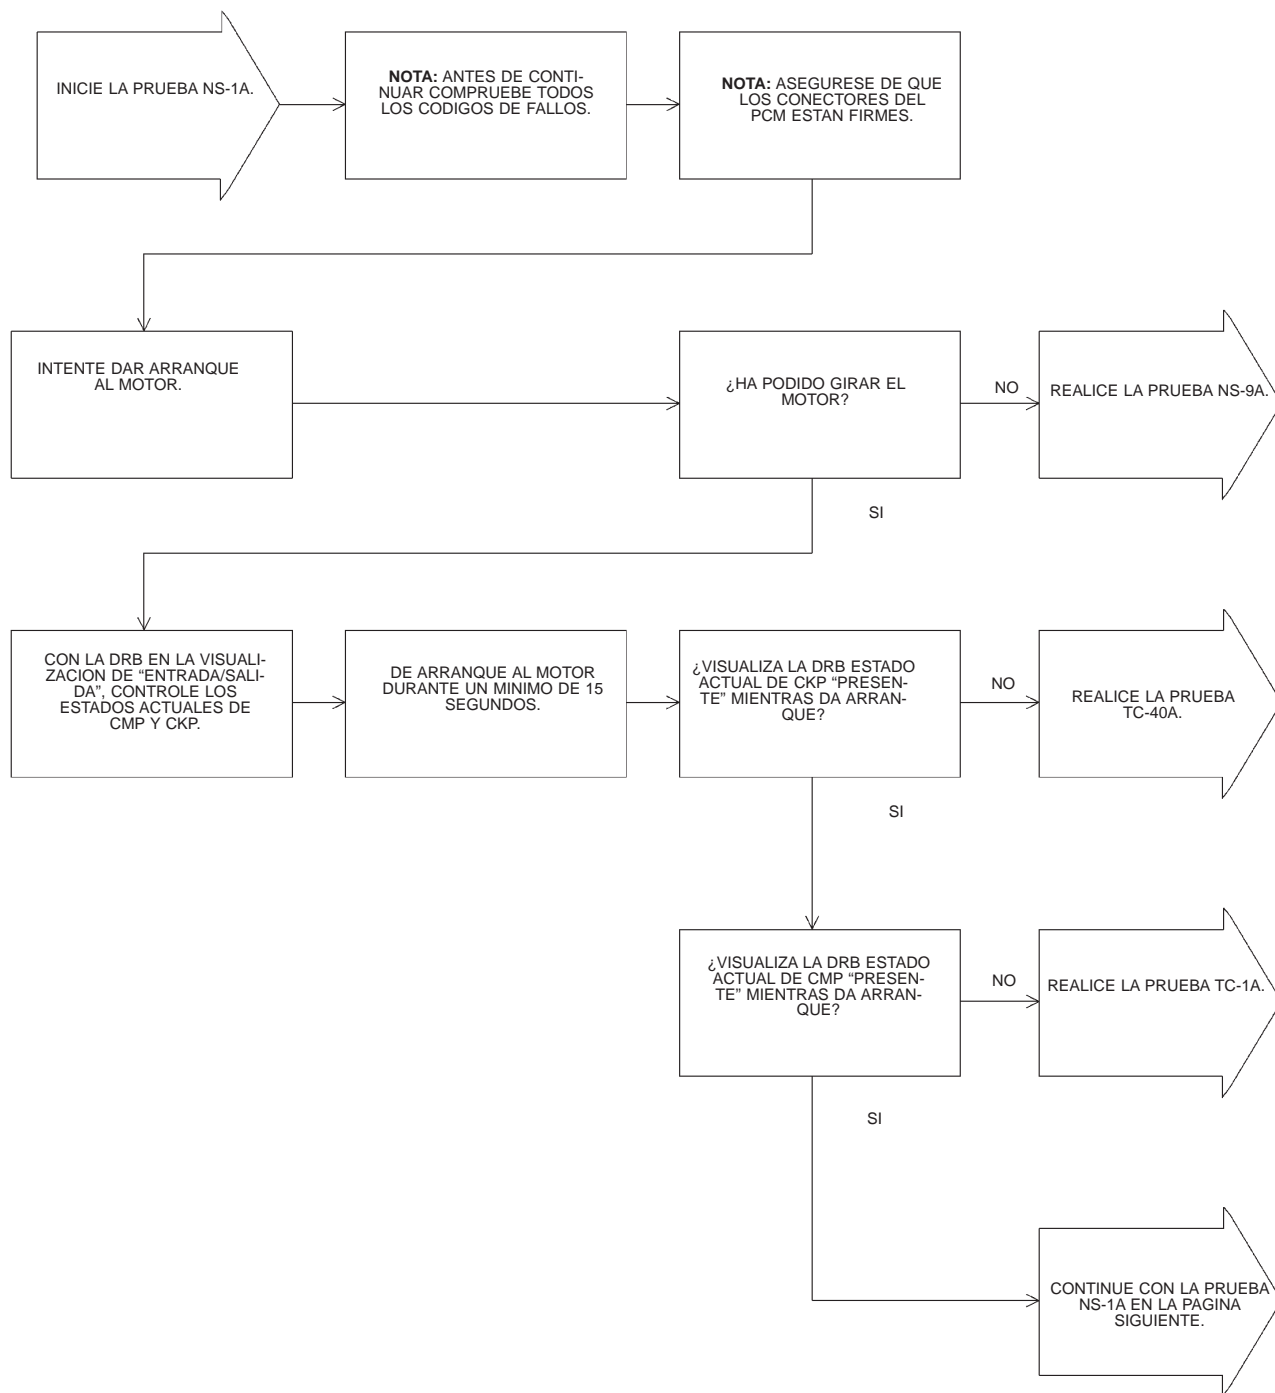 INICIE LA PRUEBA NS-1A.
NOTA: ANTES DE CONTI-
NUAR COMPRUEBE TODOS
LOS CODIGOS DE FALLOS.
NOTA: ASEGURESE DE QUE
LOS CONECTORES DEL
PCM ESTAN FIRMES.
INTENTE DAR ARRANQUE
AL MOTOR.
¿HA PODIDO GIRAR EL
MOTOR?
NO
REALICE LA PRUEBA NS-9A.
SI
CON LA DRB EN LA VISUALI-
ZACION DE “ENTRADA/SALI-
DA”, CONTROLE LOS
ESTADOS ACTUALES DE
CMP Y CKP.
DE ARRANQUE AL MOTOR
DURANTE UN MINIMO DE 15
SEGUNDOS.
¿VISUALIZA LA DRB ESTADO
ACTUAL DE CKP “PRESEN-
TE” MIENTRAS DA ARRAN-
QUE?
NO
REALICE LA PRUEBA
TC-40A.
SI
¿VISUALIZA LA DRB ESTADO
ACTUAL DE CMP “PRESEN-
TE” MIENTRAS DA ARRAN-
QUE?
NO
REALICE LA PRUEBA TC-1A.
SI
CONTINUE CON LA PRUEBA
NS-1A EN LA PAGINA
SIGUIENTE.